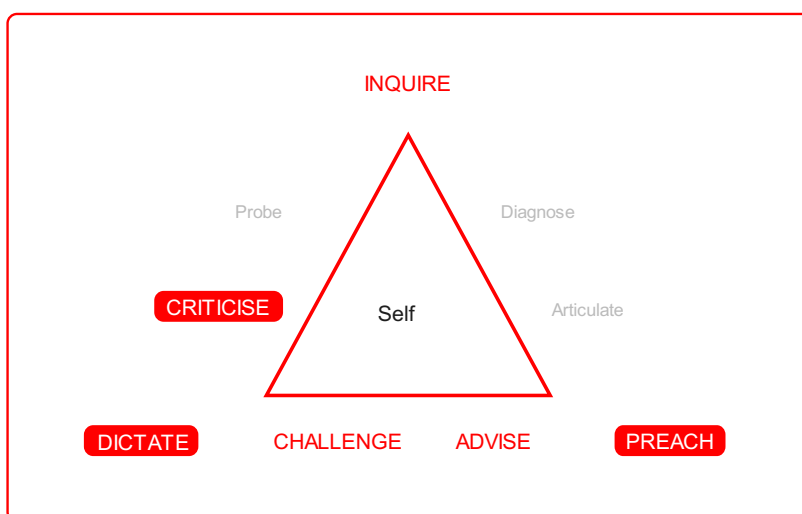 INQUIRE
Probe
Diagnose
CRITICISE
Self
Articulate
DICTATE
CHALLENGE
ADVISE
PREACH